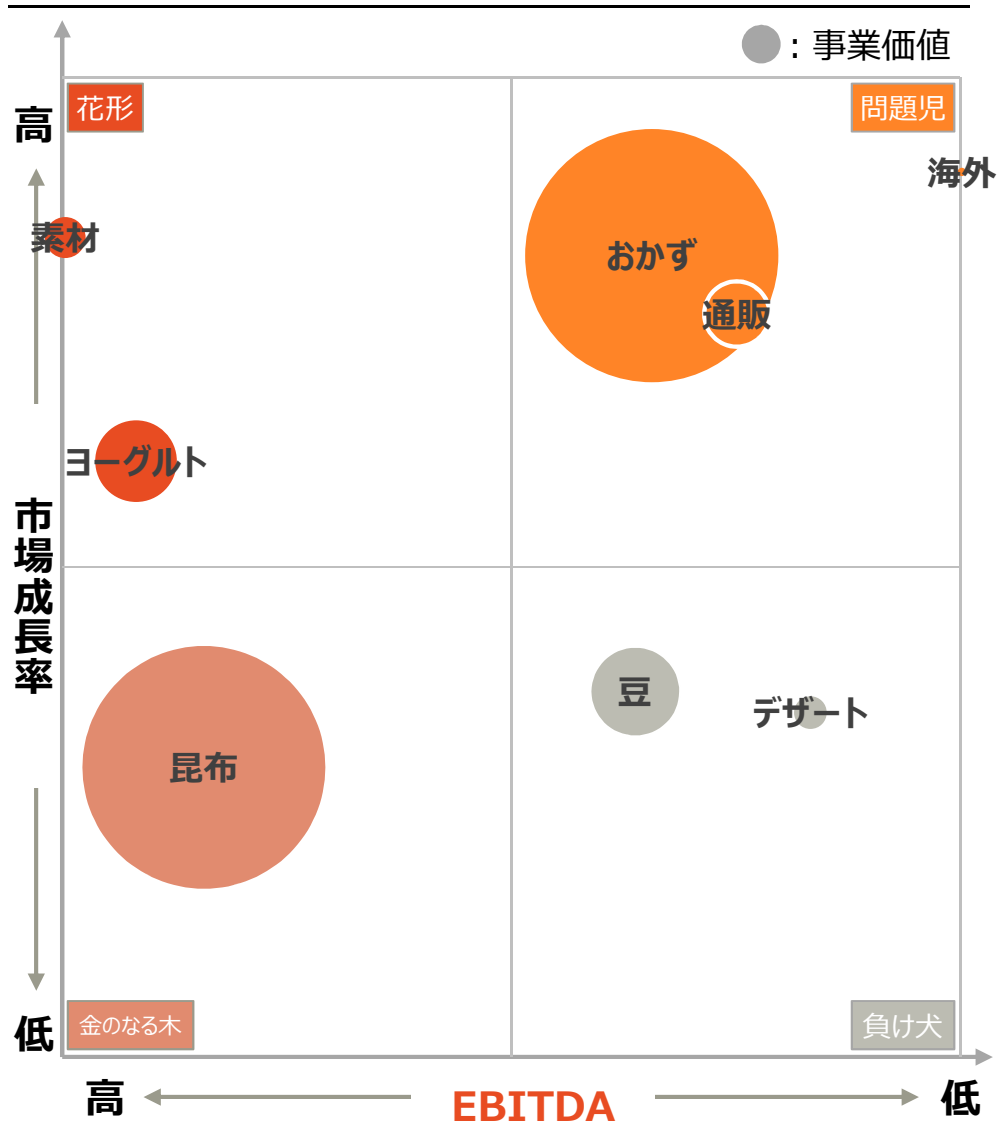 ：事業価値
花形
問題児
高
海外
素材
おかず
通販
ヨーグルト
市場成長率
豆
デザート
昆布
金のなる木
負け犬
低
高
EBITDA
低